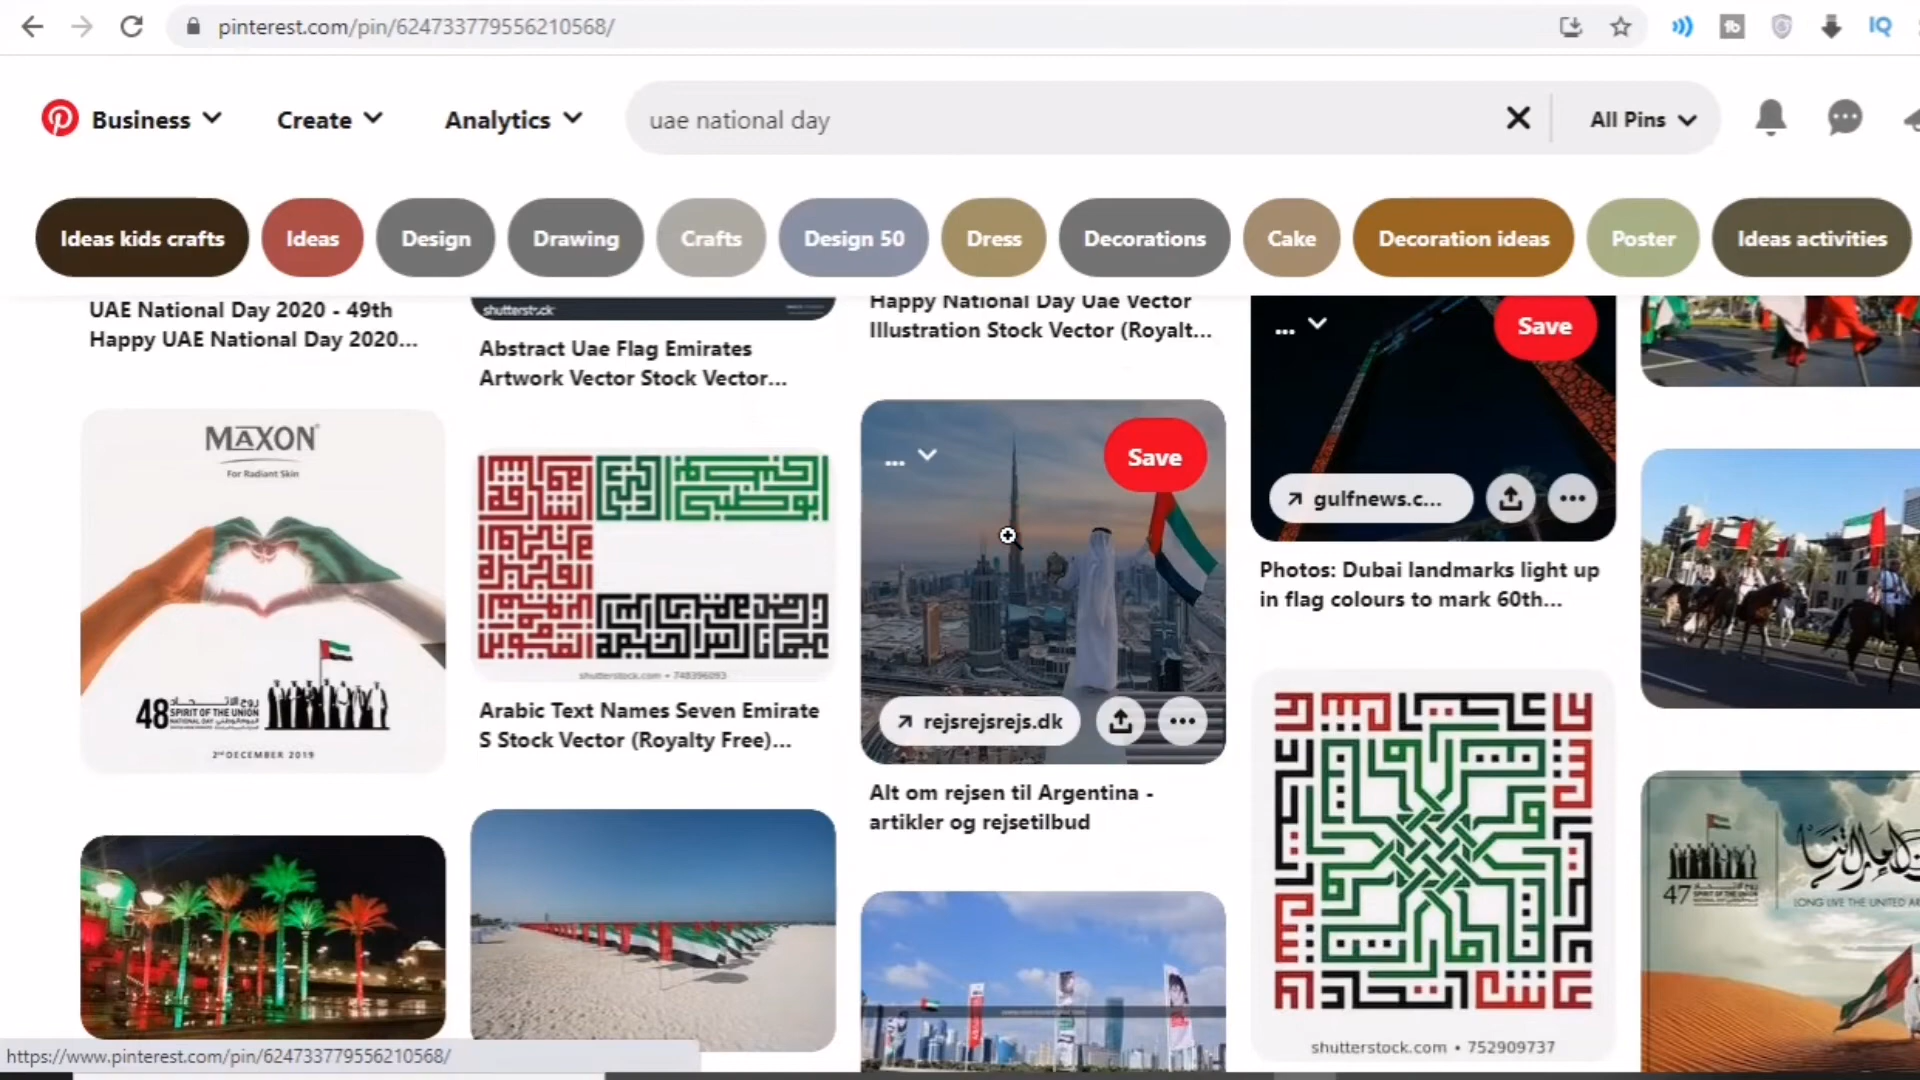 pinterest.com/pin/624733779556210568/
Business
Create
Analytics
uae national day
All Pins
Ideas kids crafts
Ideas
Design
Drawing
Crafts
Design 50
Dress
Decorations
Cake
Decoration ideas
Poster
Ideas activities
UAE National Day 2020 - 49th
Happy UAE National Day 2020...
MAXON
For Radiant Skin
48
SPIRIT OF THE UNION
2ND DECEMBER 2019
shutterstock
Abstract Uae Flag Emirates
Artwork Vector Stock Vector...
shutterstock.com • 748396093
Arabic Text Names Seven Emirate
S Stock Vector (Royalty Free)...
Happy National Day Uae Vector
Illustration Stock Vector (Royalt...
Save
rejsrejsrejs.dk
Alt om rejsen til Argentina -
artikler og rejsetilbud
Save
gulfnews.c...
Photos: Dubai landmarks light up
in flag colours to mark 60th...
shutterstock.com • 752909737
47
LONG LIVE THE UNITED AR
https://www.pinterest.com/pin/624733779556210568/